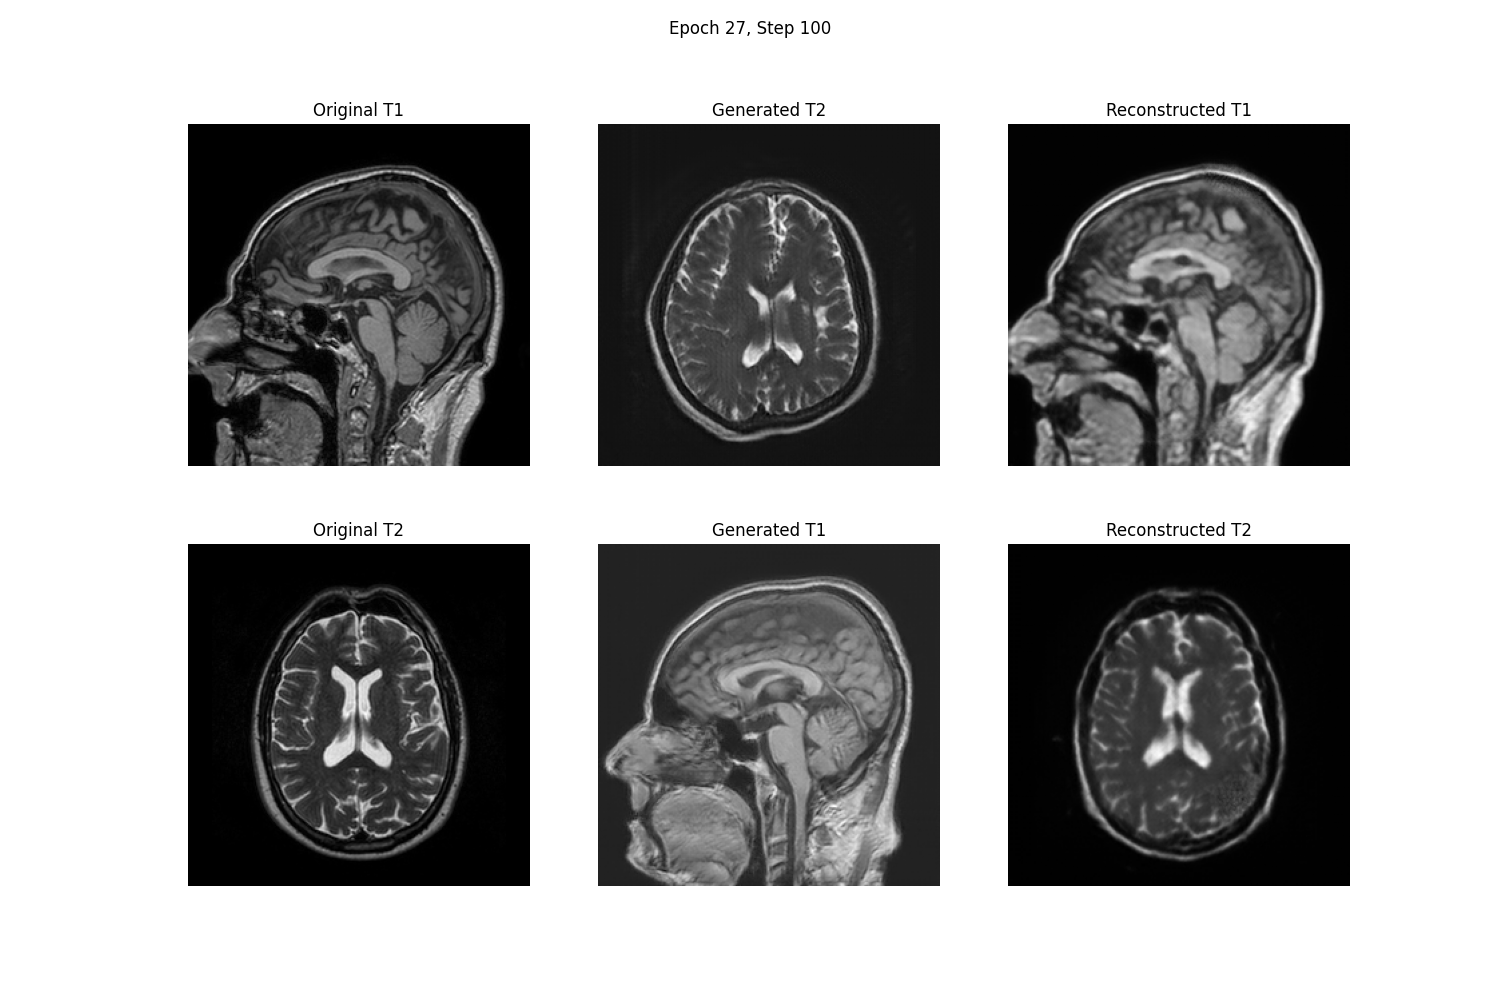 Epoch 27, Step 100
Original T1
Generated T2
Reconstructed T1
Original T2
Generated T1
Reconstructed T2